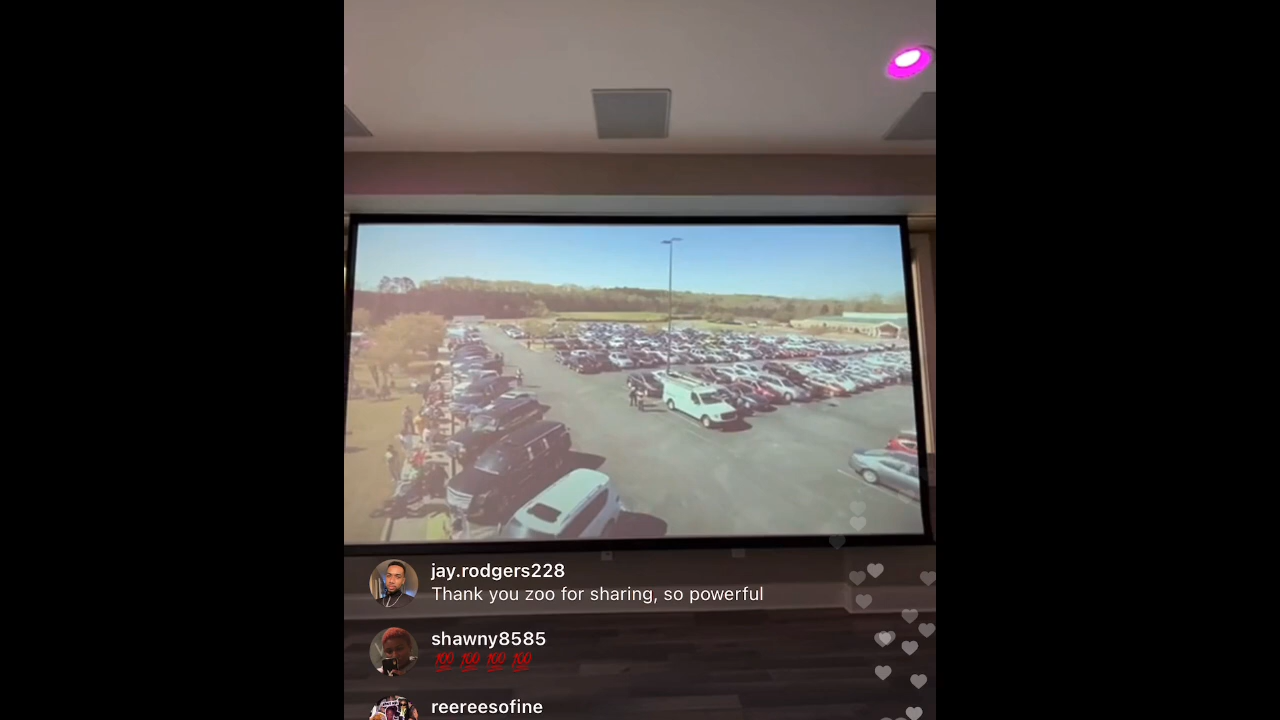 jay.rodgers228
Thank you zoo for sharing, so powerful
shawny8585
💯 💯 💯 💯
reereesofine